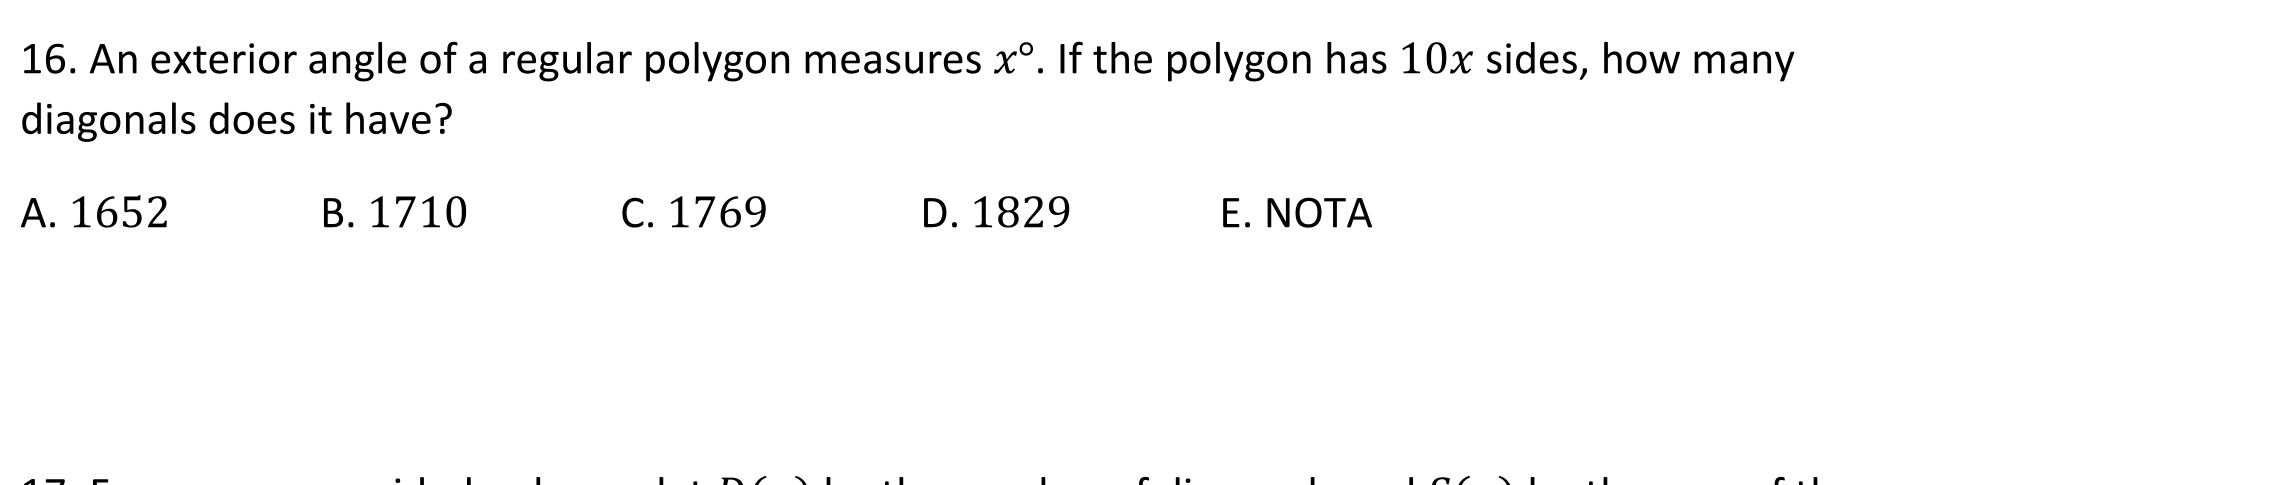 16. An exterior angle of a regular polygon measures 𝑥°. If the polygon has 10𝑥 sides, how many
diagonals does it have?
A. 1652 B. 1710 C. 1769 D. 1829 E. NOTA